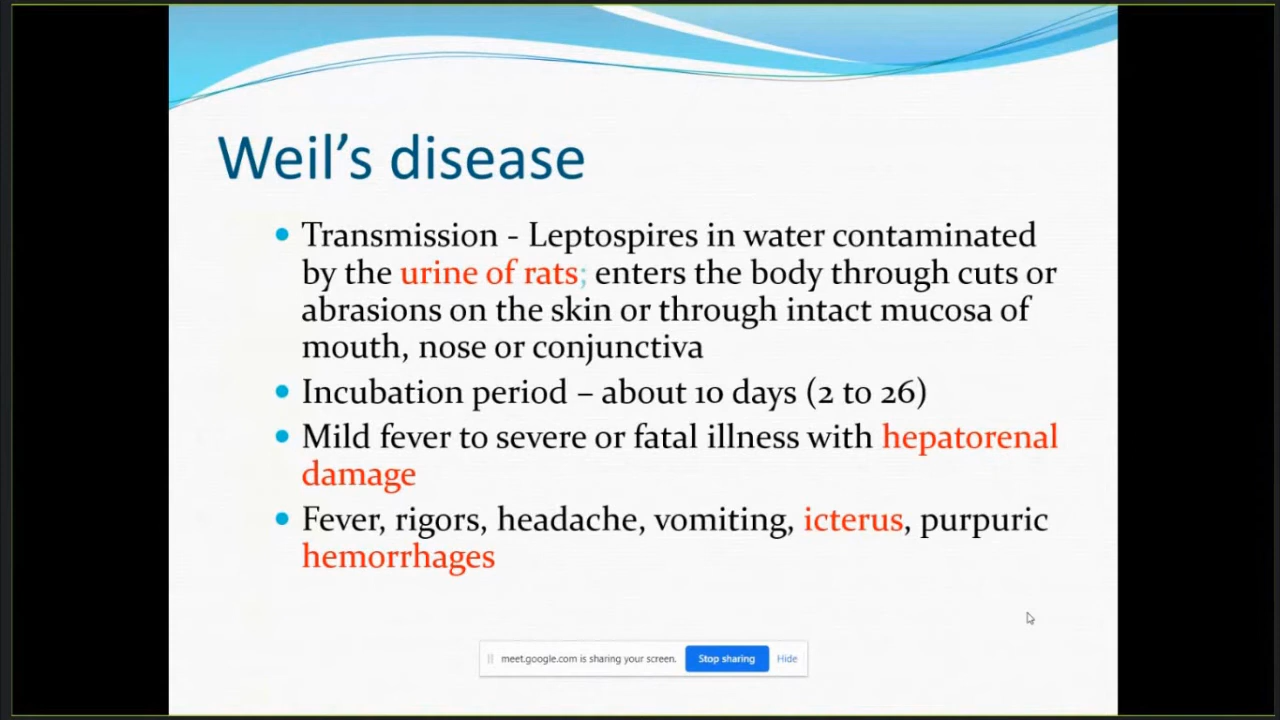 Weil's disease
• Transmission - Leptospires in water contaminated
by the urine of rats; enters the body through cuts or
abrasions on the skin or through intact mucosa of
mouth, nose or conjunctiva
• Incubation period – about 10 days (2 to 26)
• Mild fever to severe or fatal illness with hepatorenal
damage
• Fever, rigors, headache, vomiting, icterus, purpuric
hemorrhages
meet.google.com is sharing your screen. Stop sharing Hide